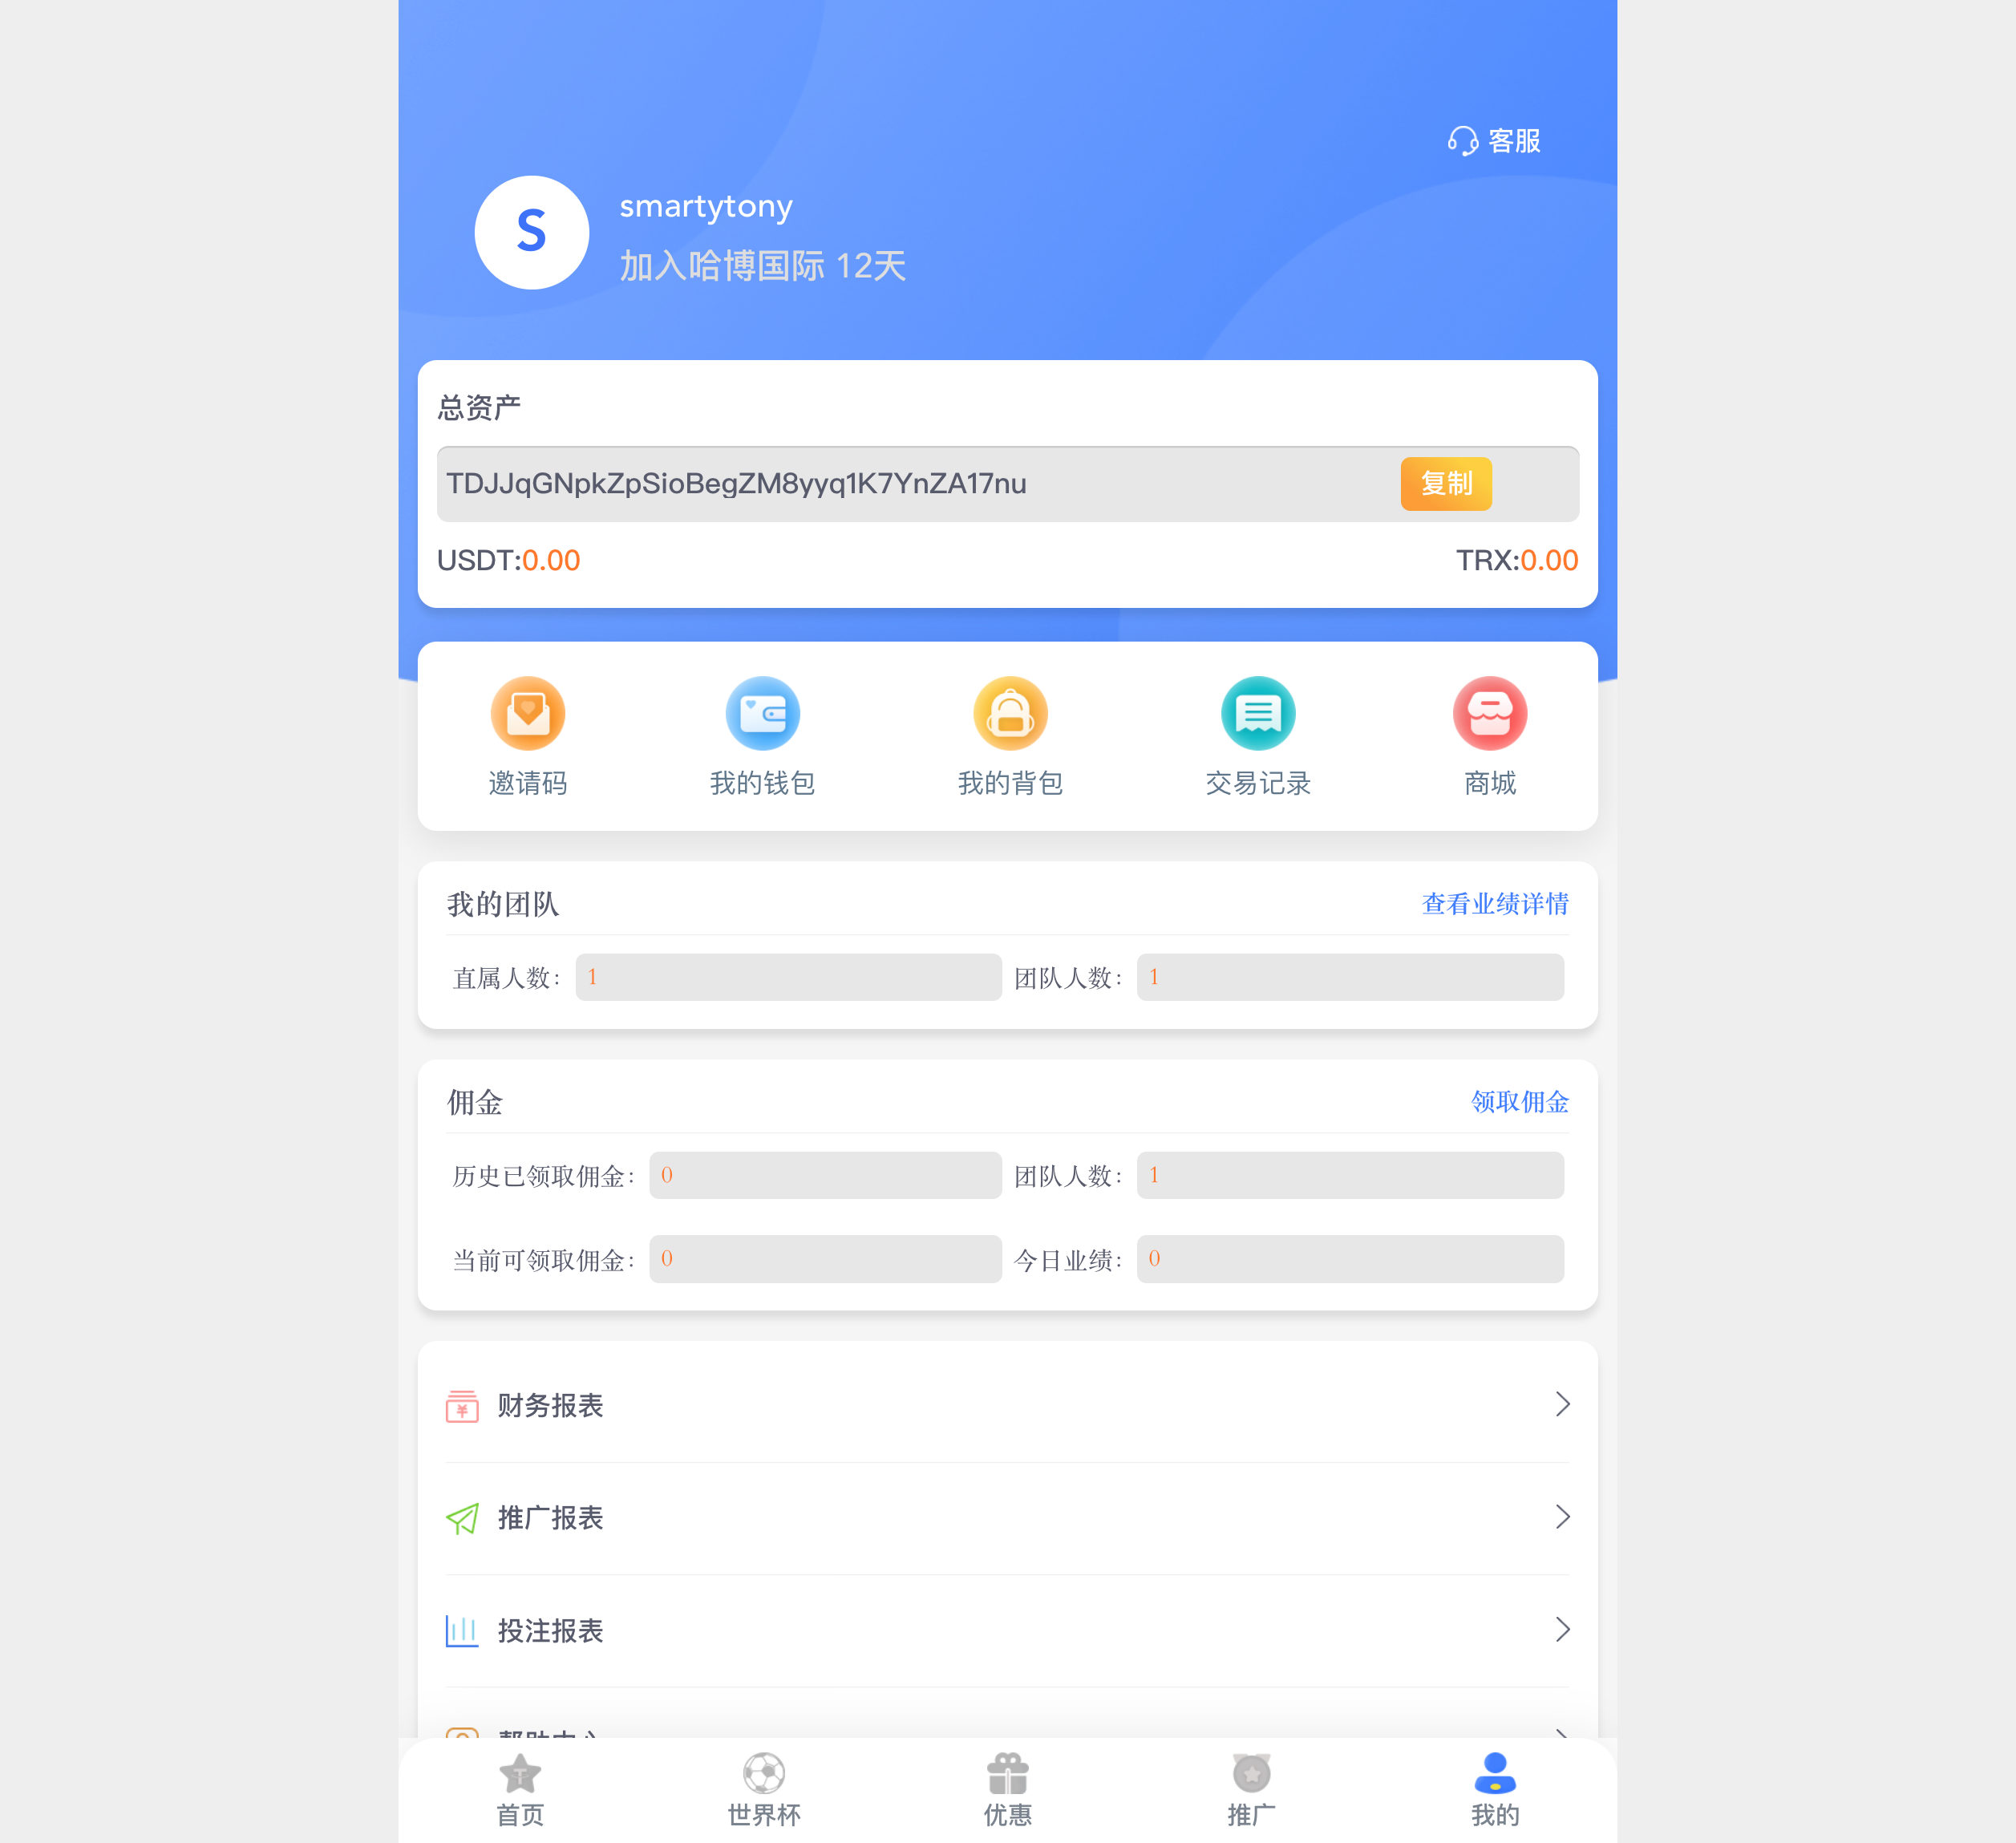 客服
S
smartytony
加入哈博国际 12天
总资产
TDJJqGNpkZpSioBegZM8yyq1K7YnZA17nu 复制
USDT:0.00 TRX:0.00
邀请码 我的钱包 我的背包 交易记录 商城
我的团队 查看业绩详情
直属人数: 1 团队人数: 1
佣金 领取佣金
历史已领取佣金: 0 团队人数: 1
当前可领取佣金: 0 今日业绩: 0
财务报表
推广报表
投注报表
帮助中心
首页 世界杯 优惠 推广 我的